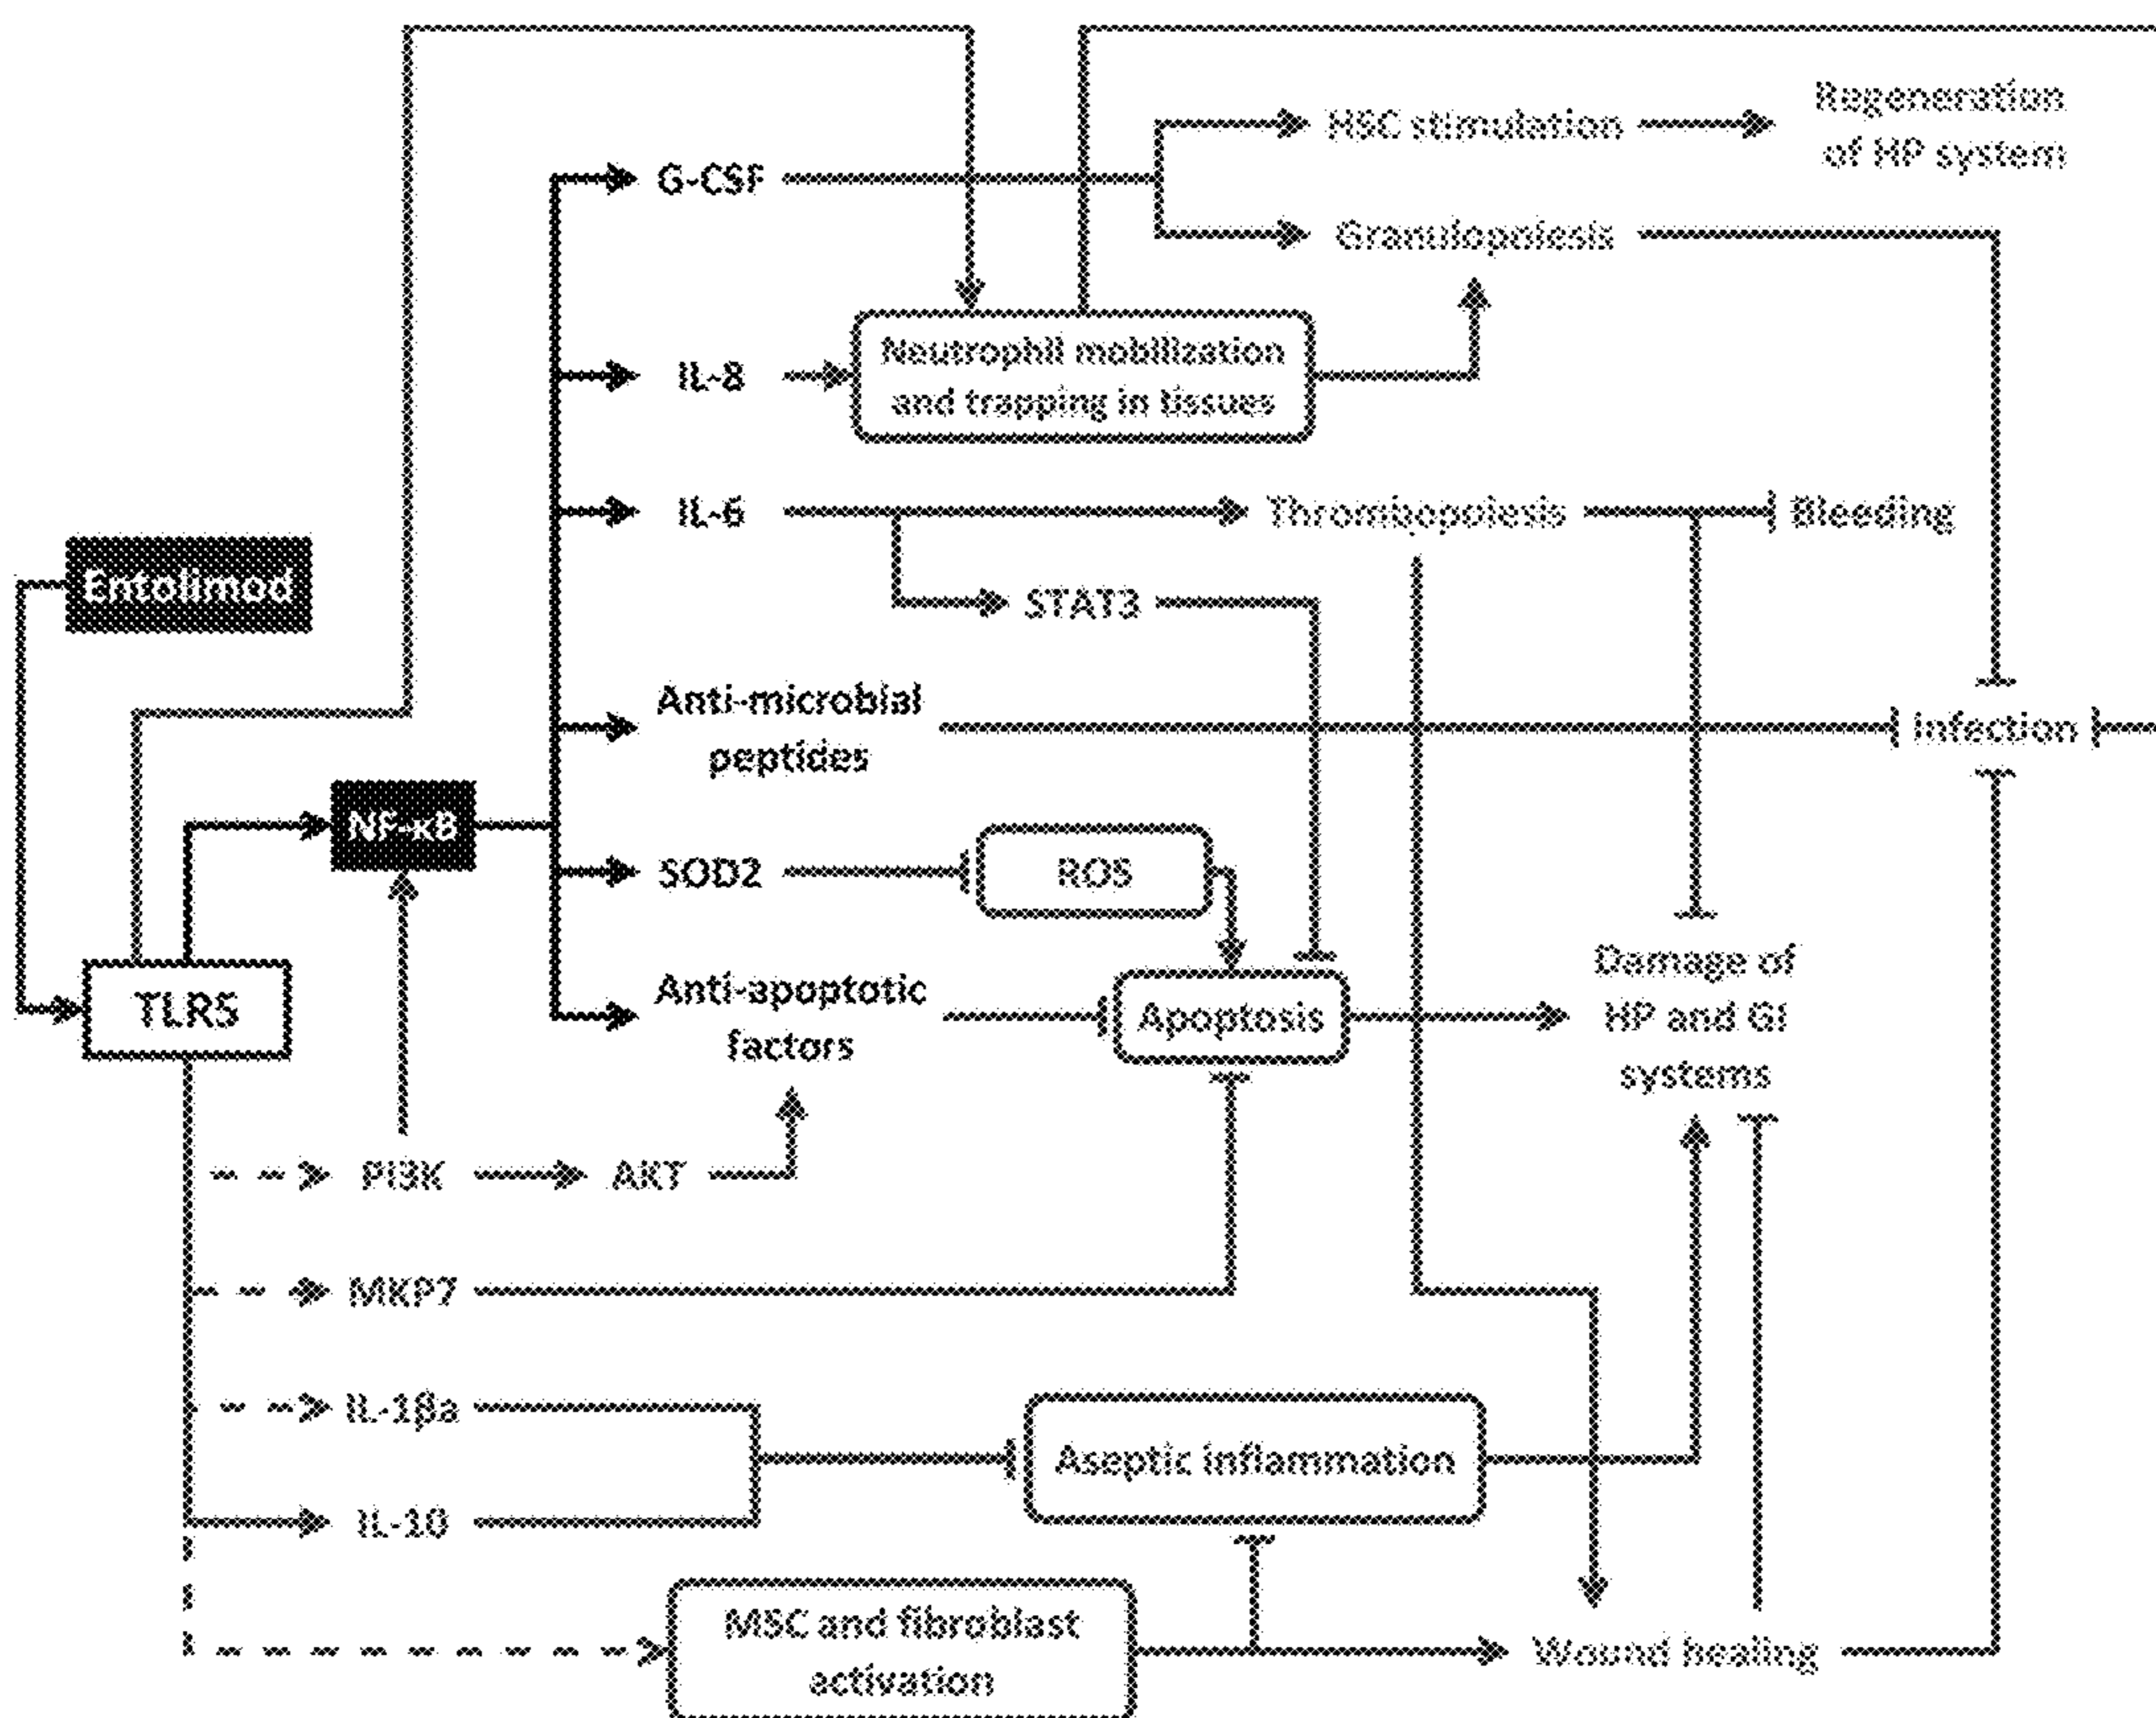 Regeneration
of HP system
HSC stimulation
G-CSF
Granulopoiesis
Neutrophil mobilization
and trapping in tissues
IL-8
IL-6
Thrombopoiesis
Bleeding
Entolimod
STAT3
Anti-microbial
peptides
Infection
NF-κB
SOD2
ROS
TLR5
Anti-apoptotic
factors
Apoptosis
Damage of
HP and GI
systems
PI3K
AKT
MKP7
IL-1βa
Aseptic inflammation
IL-10
MSC and fibroblast
activation
Wound healing